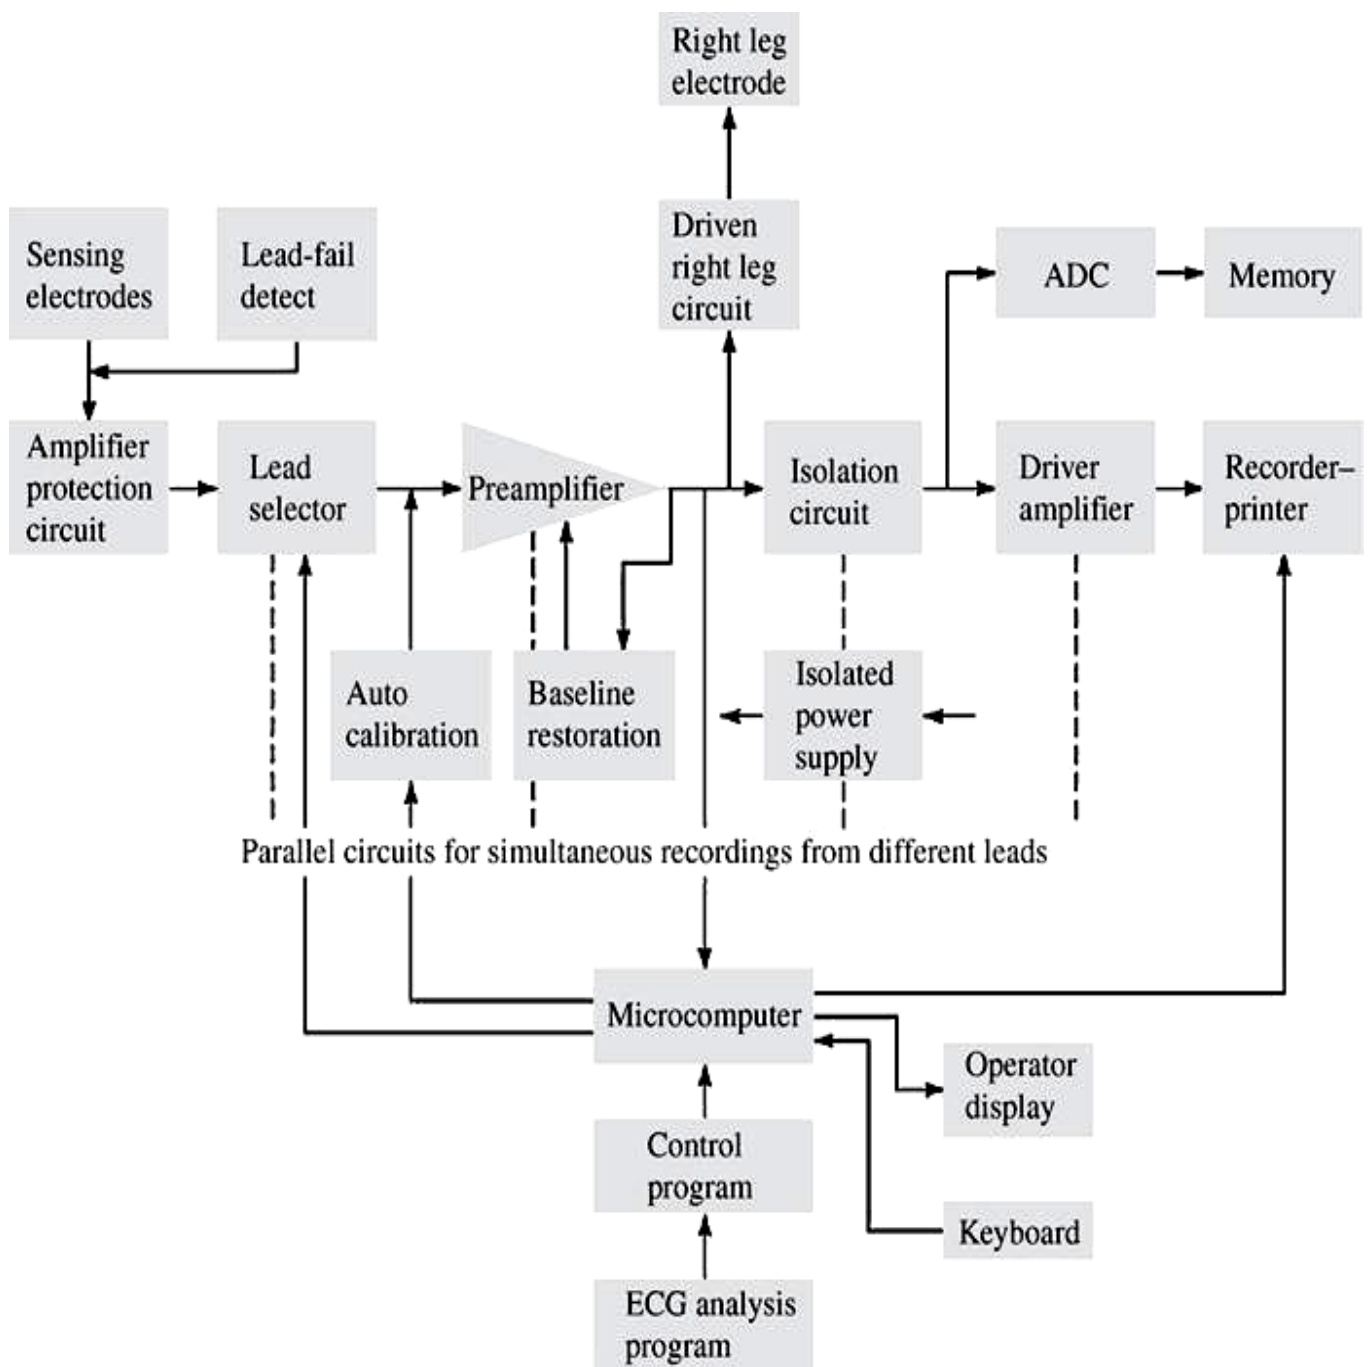 Right leg
electrode
Sensing
electrodes
Lead-fail
detect
Driven
right leg
circuit
ADC
Memory
Amplifier
protection
circuit
Lead
selector
Preamplifier
Isolation
circuit
Driver
amplifier
Recorder–
printer
Auto
calibration
Baseline
restoration
Isolated
power
supply
Parallel circuits for simultaneous recordings from different leads
Microcomputer
Operator
display
Control
program
Keyboard
ECG analysis
program